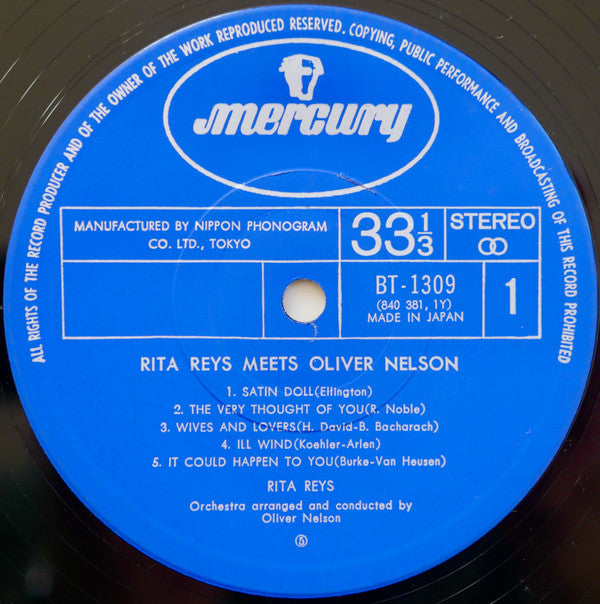 ALL RIGHTS OF THE RECORD PRODUCER AND OF THE OWNER OF THE WORK REPRODUCED RESERVED. COPYING, PUBLIC PERFORMANCE AND BROADCASTING OF THIS RECORD PROHIBITED
mercury
MANUFACTURED BY NIPPON PHONOGRAM
CO. LTD., TOKYO
33 1/3
STEREO
BT-1309
(840 381, 1Y)
MADE IN JAPAN
1
RITA REYS MEETS OLIVER NELSON
1. SATIN DOLL(Ellington)
2. THE VERY THOUGHT OF YOU(R. Noble)
3. WIVES AND LOVERS(H. David-B. Bacharach)
4. ILL WIND(Koehler-Arlen)
5. IT COULD HAPPEN TO YOU(Burke-Van Heusen)
RITA REYS
Orchestra arranged and conducted by
Oliver Nelson
⑤